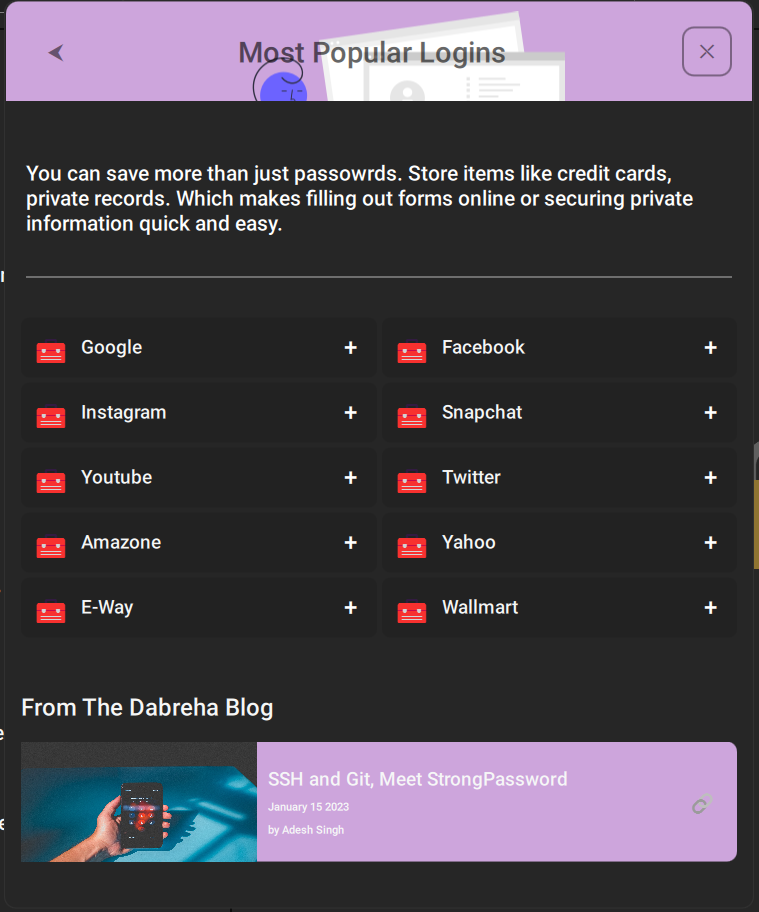 Most Popular Logins
You can save more than just passowrds. Store items like credit cards,
private records. Which makes filling out forms online or securing private
information quick and easy.
Google +
Facebook +
Instagram +
Snapchat +
Youtube +
Twitter +
Amazone +
Yahoo +
E-Way +
Wallmart +
From The Dabreha Blog
SSH and Git, Meet StrongPassword
January 15 2023
by Adesh Singh